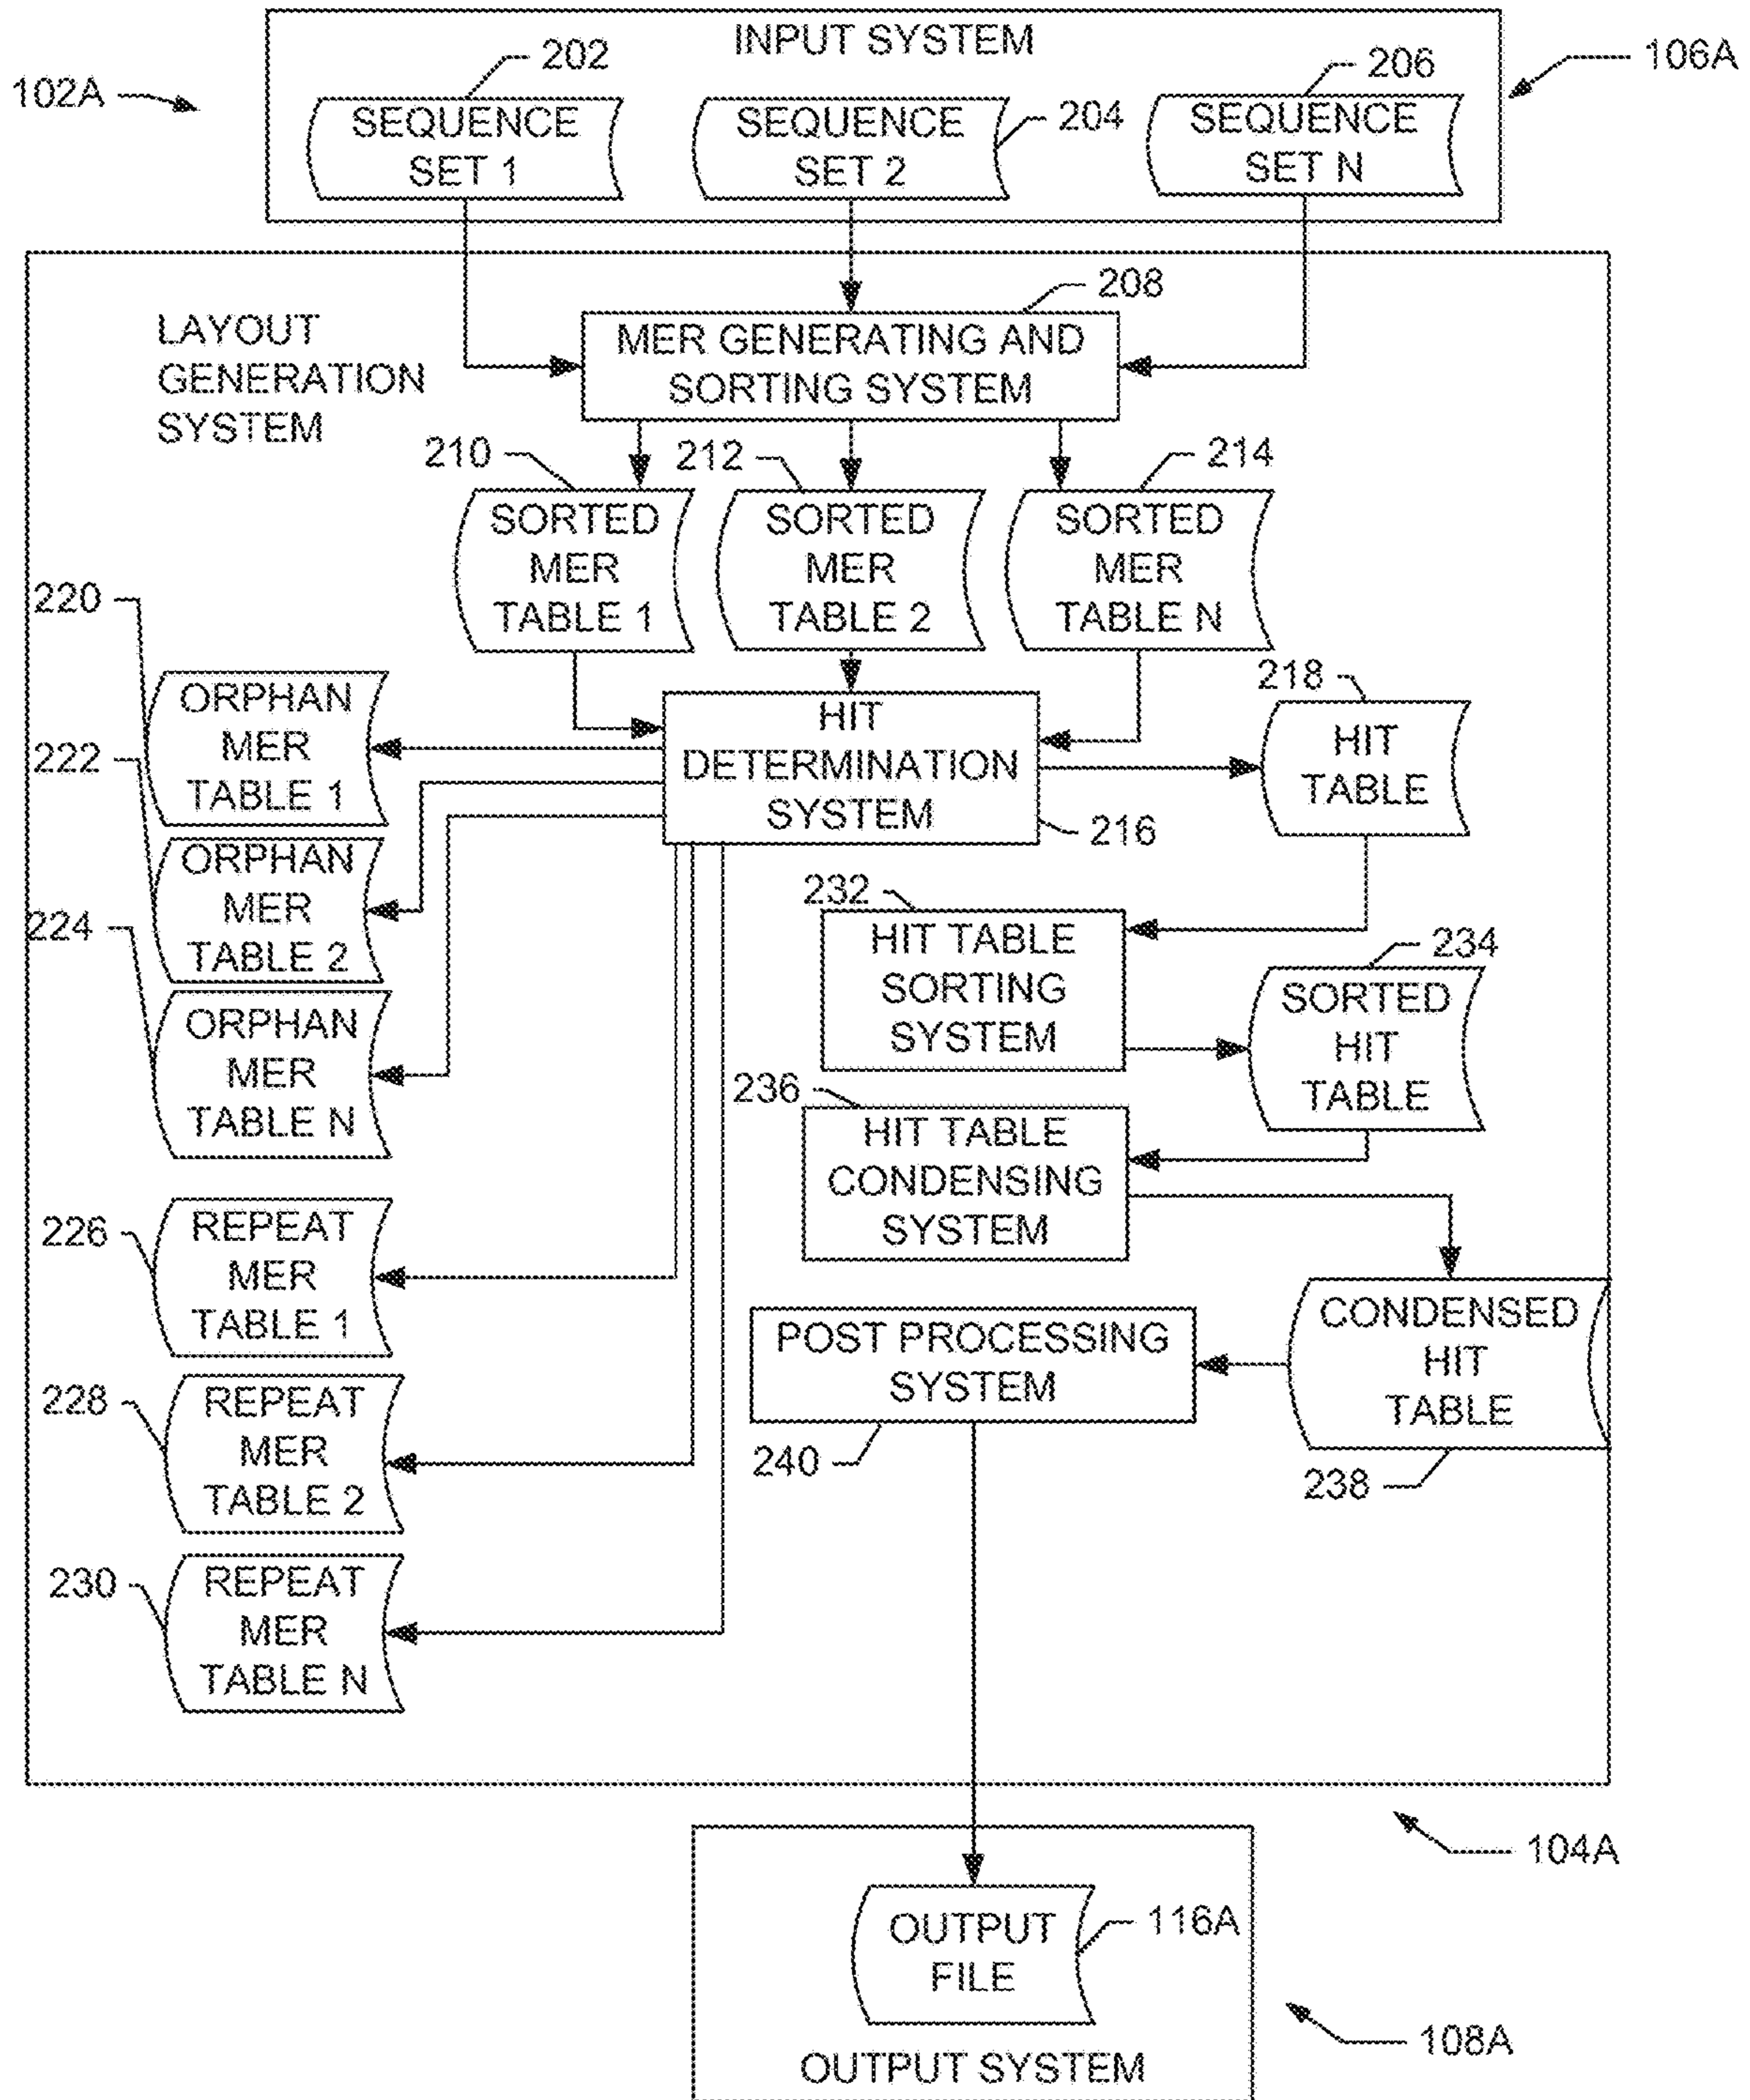 INPUT SYSTEM
202
206
106A
102A
SEQUENCE
SET 1
SEQUENCE
SET 2
204
SEQUENCE
SET N
208
LAYOUT
GENERATION
SYSTEM
MER GENERATING AND
SORTING SYSTEM
210
212
214
SORTED
MER
TABLE 1
SORTED
MER
TABLE 2
SORTED
MER
TABLE N
220
222
224
ORPHAN
MER
TABLE 1
ORPHAN
MER
TABLE 2
ORPHAN
MER
TABLE N
HIT
DETERMINATION
SYSTEM
216
218
HIT
TABLE
232
HIT TABLE
SORTING
SYSTEM
234
SORTED
HIT
TABLE
236
HIT TABLE
CONDENSING
SYSTEM
226
REPEAT
MER
TABLE 1
228
REPEAT
MER
TABLE 2
230
REPEAT
MER
TABLE N
POST PROCESSING
SYSTEM
240
CONDENSED
HIT
TABLE
238
104A
OUTPUT
FILE
116A
108A
OUTPUT SYSTEM